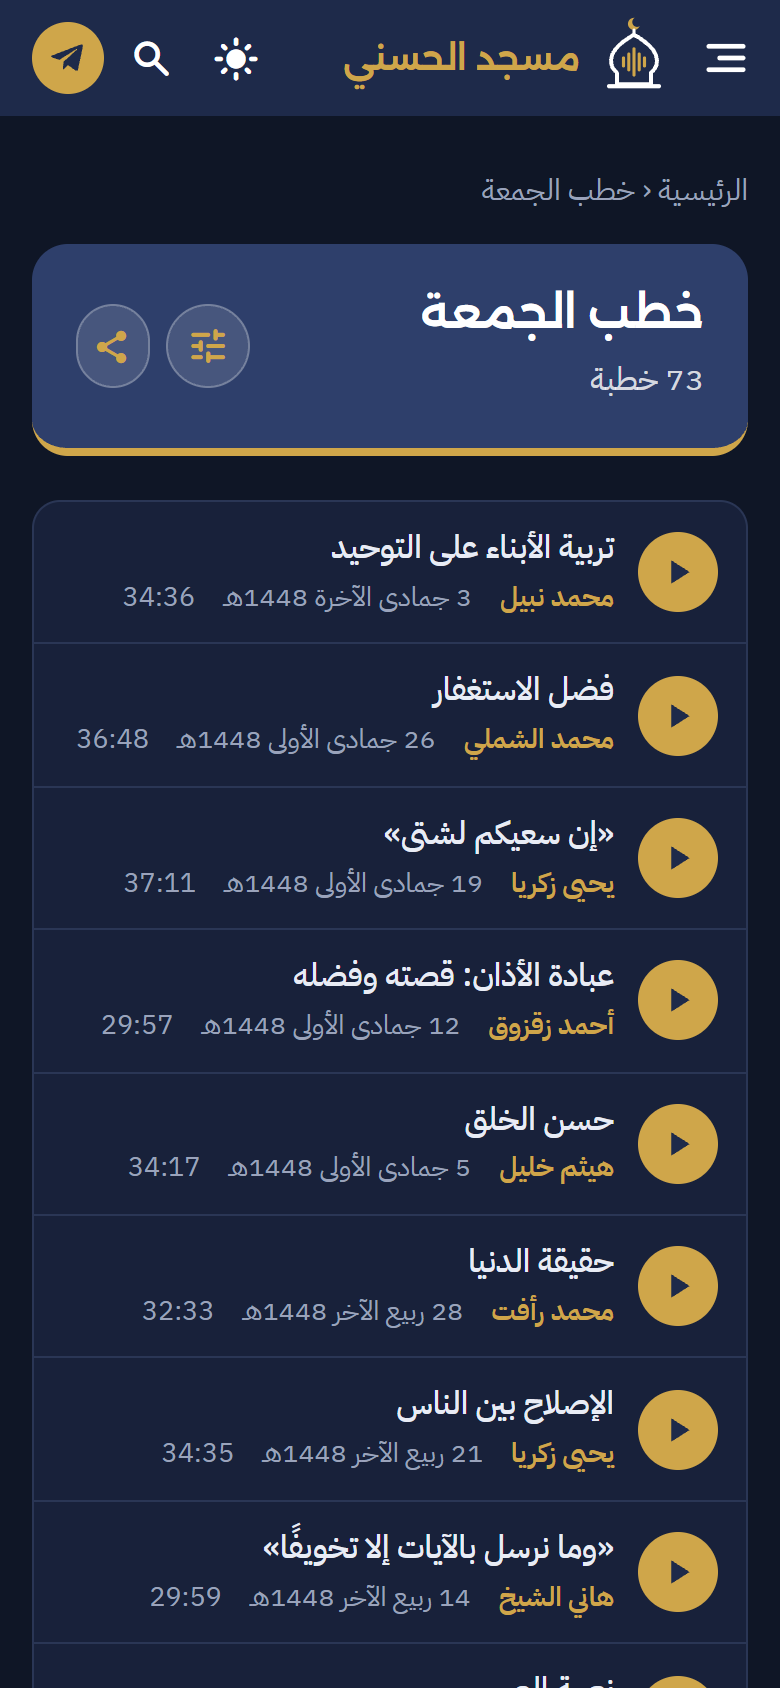 مسجد الحسني
الرئيسية › خطب الجمعة
خطب الجمعة
73 خطبة
تربية الأبناء على التوحيد
محمد نبيل 3 جمادى الآخرة 1448هـ 34:36
فضل الاستغفار
محمد الشملي 26 جمادى الأولى 1448هـ 36:48
«إن سعيكم لشتى»
يحيى زكريا 19 جمادى الأولى 1448هـ 37:11
عبادة الأذان: قصته وفضله
أحمد زقزوق 12 جمادى الأولى 1448هـ 29:57
حسن الخلق
هيثم خليل 5 جمادى الأولى 1448هـ 34:17
حقيقة الدنيا
محمد رأفت 28 ربيع الآخر 1448هـ 32:33
الإصلاح بين الناس
يحيى زكريا 21 ربيع الآخر 1448هـ 34:35
«وما نرسل بالآيات إلا تخويفًا»
هاني الشيخ 14 ربيع الآخر 1448هـ 29:59